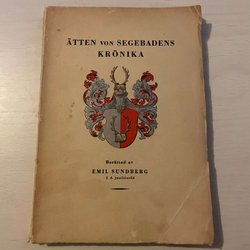 ÄTTEN VON SEGEBADENS
KRÖNIKA
Berättad av
EMIL SUNDBERG